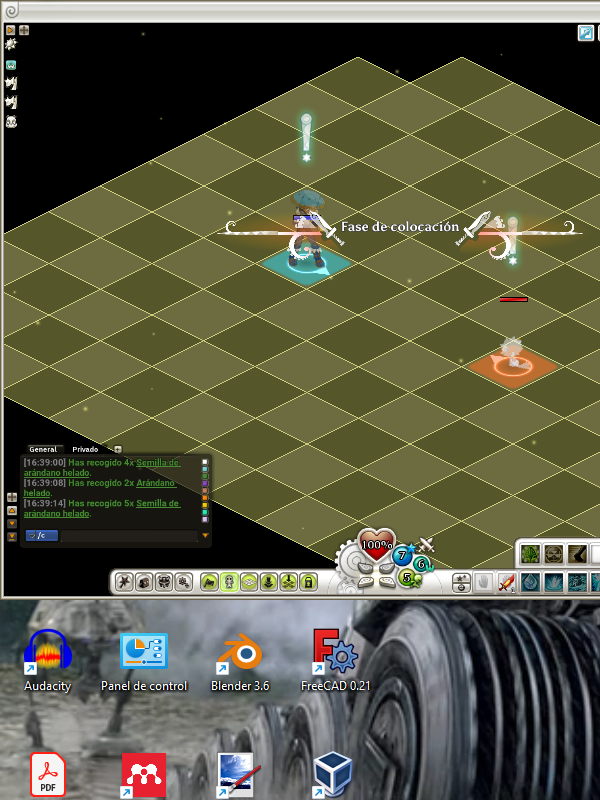 Fase de colocación
General Privado
[16:39:00] Has recogido 4x Semilla de
arándano helado.
[16:39:08] Has recogido 2x Arándano
helado.
[16:39:14] Has recogido 5x Semilla de
arándano helado.
/c
100%
7
6
5
Audacity
Panel de control
Blender 3.6
FreeCAD 0.21
PDF